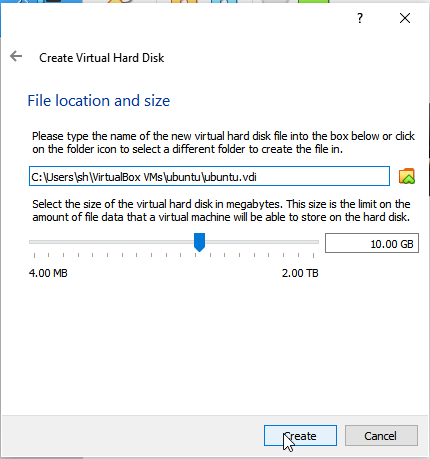 ?
Create Virtual Hard Disk
File location and size
Please type the name of the new virtual hard disk file into the box below or click
on the folder icon to select a different folder to create the file in.
C:\Users\sh\VirtualBox VMs\ubuntu\ubuntu.vdi
Select the size of the virtual hard disk in megabytes. This size is the limit on the
amount of file data that a virtual machine will be able to store on the hard disk.
10.00 GB
4.00 MB 2.00 TB
Create Cancel